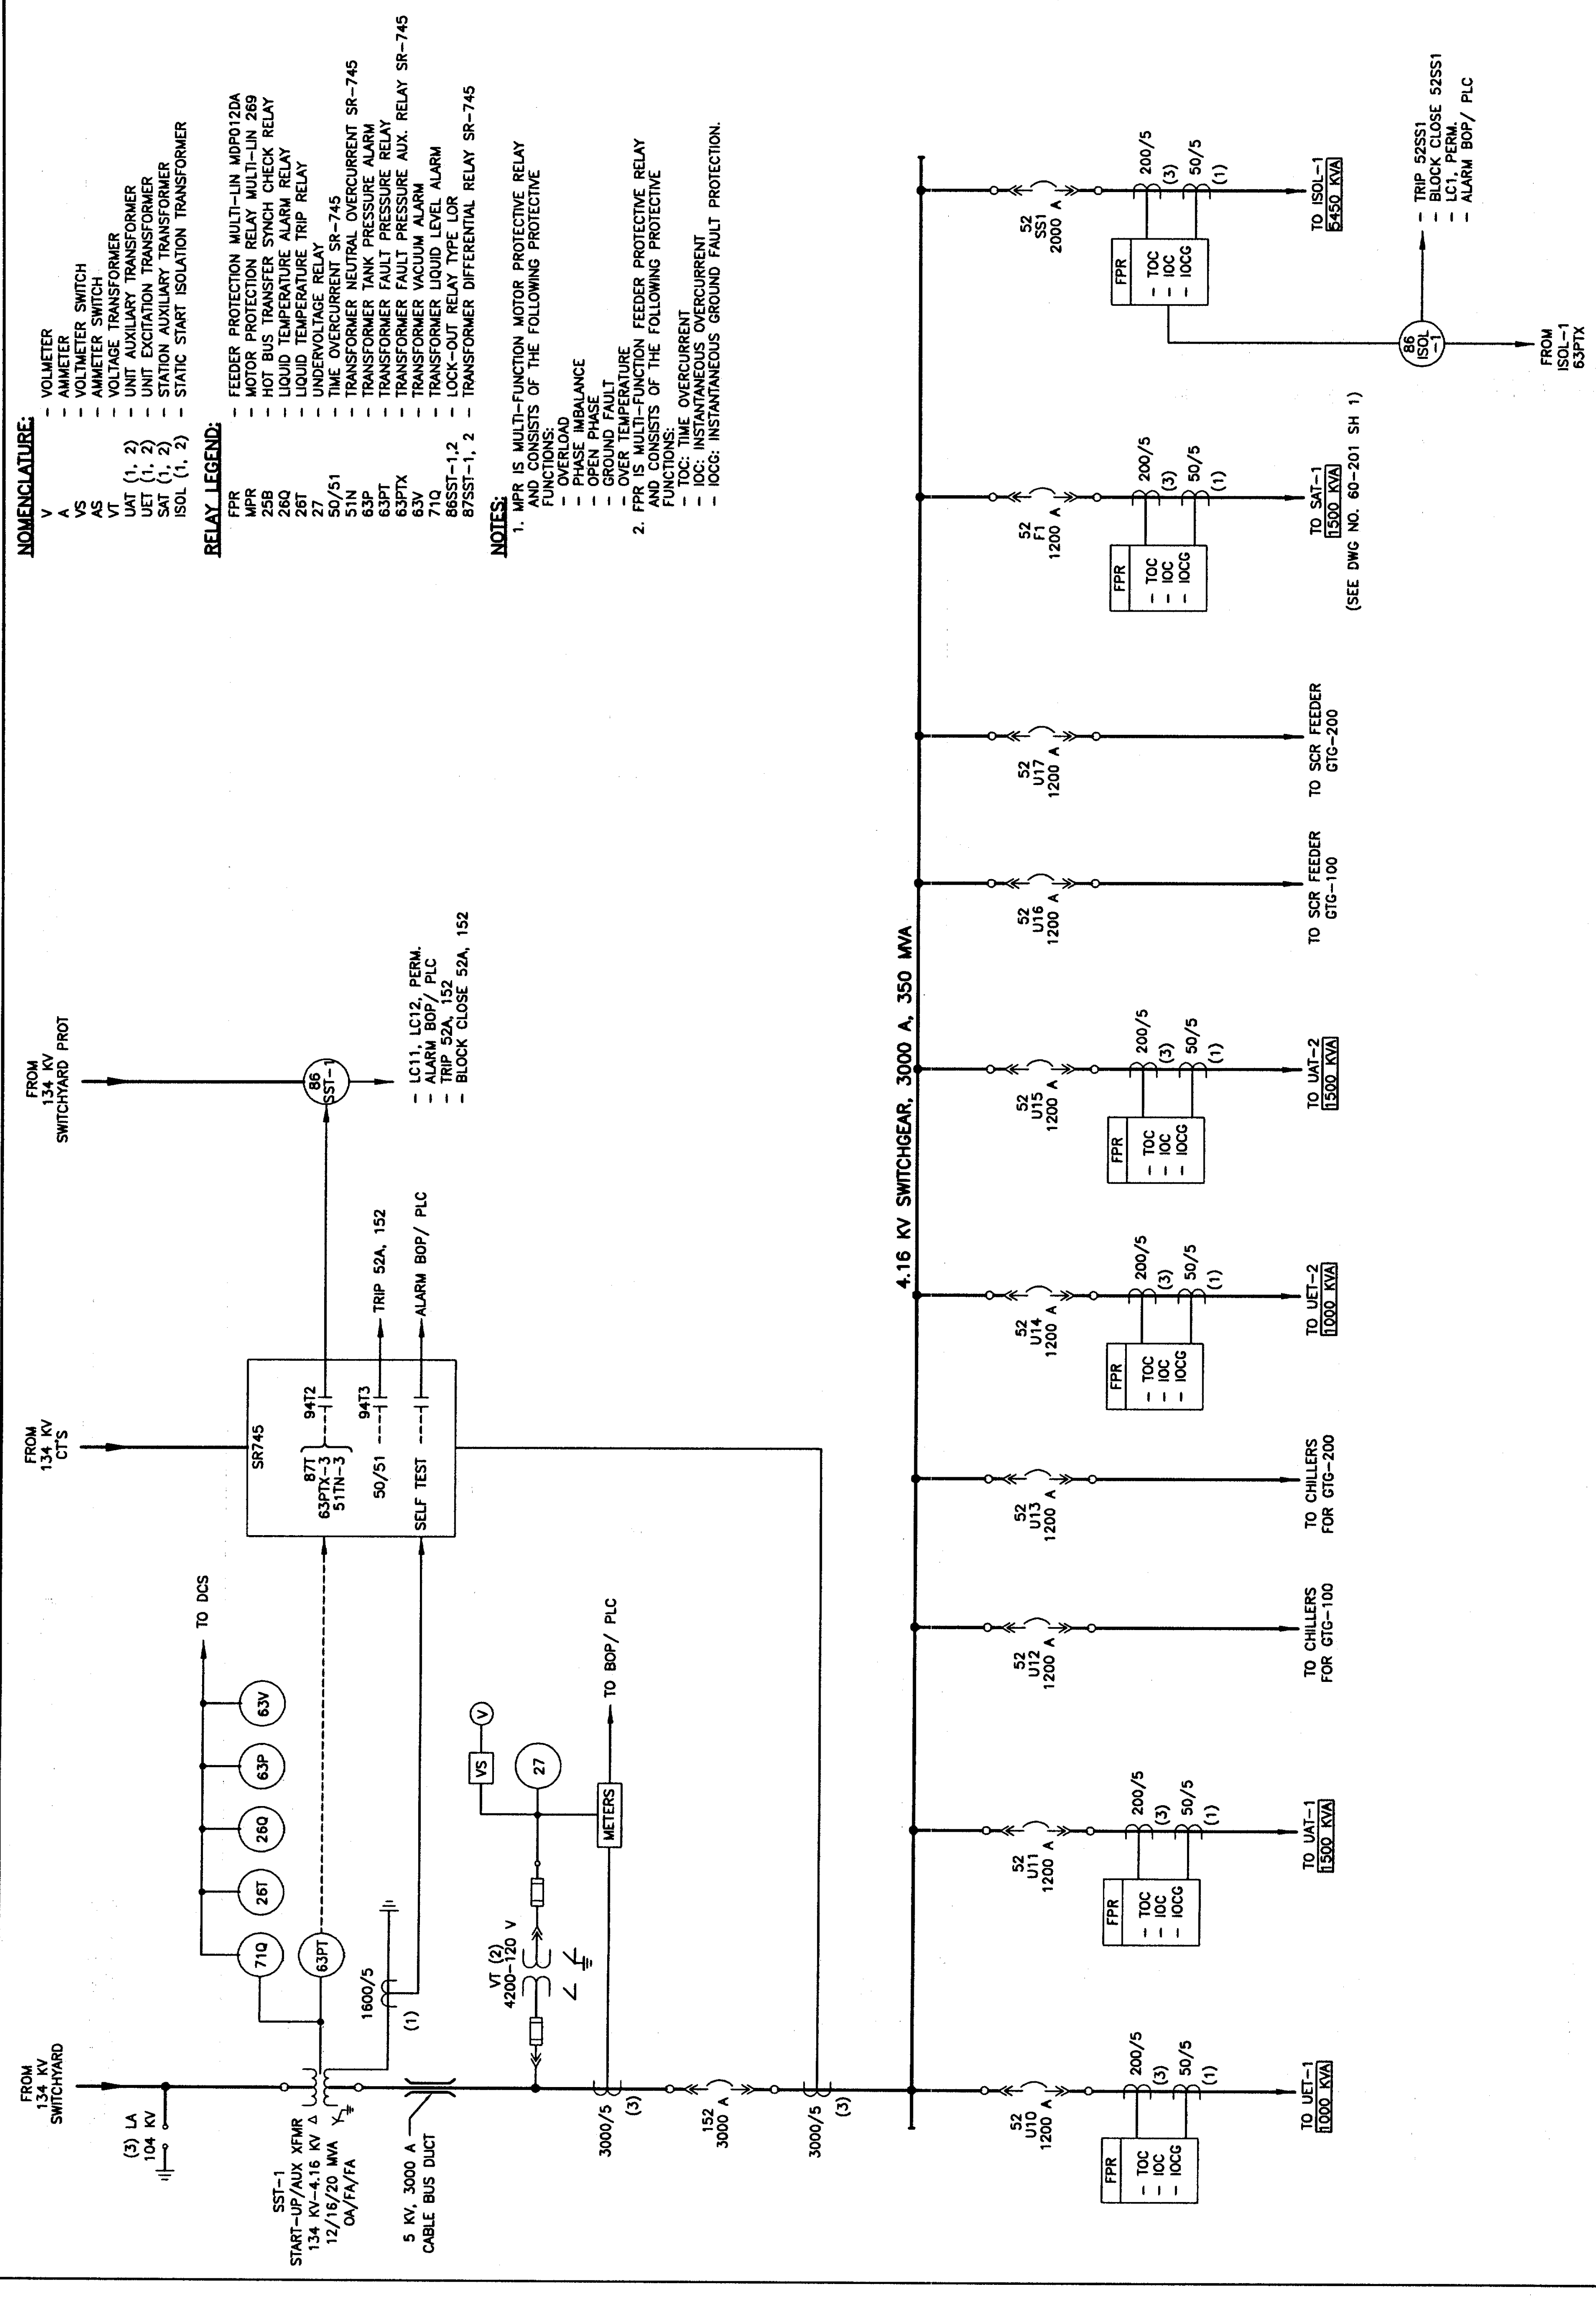 NOMENCLATURE:
V - VOLMETER
A - AMMETER
VS - VOLTMETER SWITCH
AS - AMMETER SWITCH
VT - VOLTAGE TRANSFORMER
UAT (1, 2) - UNIT AUXILIARY TRANSFORMER
UET (1, 2) - UNIT EXCITATION TRANSFORMER
SAT (1, 2) - STATION AUXILIARY TRANSFORMER
ISOL (1, 2) - STATIC START ISOLATION TRANSFORMER
RELAY LEGEND:
FPR - FEEDER PROTECTION MULTI-LIN MDP012DA
MPR - MOTOR PROTECTION RELAY MULTI-LIN 269
25B - HOT BUS TRANSFER SYNCH CHECK RELAY
26Q - LIQUID TEMPERATURE ALARM RELAY
26T - LIQUID TEMPERATURE TRIP RELAY
27 - UNDERVOLTAGE RELAY
50/51 - TIME OVERCURRENT SR-745
51N - TRANSFORMER NEUTRAL OVERCURRENT SR-745
63P - TRANSFORMER TANK PRESSURE ALARM
63PT - TRANSFORMER FAULT PRESSURE RELAY
63PTX - TRANSFORMER FAULT PRESSURE AUX. RELAY SR-745
63V - TRANSFORMER VACUUM ALARM
71Q - TRANSFORMER LIQUID LEVEL ALARM
86SST-1,2 - LOCK-OUT RELAY TYPE LOR
87SST-1, 2 - TRANSFORMER DIFFERENTIAL RELAY SR-745
NOTES:
1. MPR IS MULTI-FUNCTION MOTOR PROTECTIVE RELAY
AND CONSISTS OF THE FOLLOWING PROTECTIVE
FUNCTIONS:
- OVERLOAD
- PHASE IMBALANCE
- OPEN PHASE
- GROUND FAULT
- OVER TEMPERATURE
2. FPR IS MULTI-FUNCTION FEEDER PROTECTIVE RELAY
AND CONSISTS OF THE FOLLOWING PROTECTIVE
FUNCTIONS:
- TOC: TIME OVERCURRENT
- IOC: INSTANTANEOUS OVERCURRENT
- IOCG: INSTANTANEOUS GROUND FAULT PROTECTION.
FROM
134 KV
SWITCHYARD
(3) LA
104 KV
SST-1
START-UP/AUX XFMR
134 KV-4.16 KV Δ
12/16/20 MVA
OA/FA/FA
5 KV, 3000 A
CABLE BUS DUCT
71Q
26T
26Q
63P
63V
TO DCS
63PT
1600/5
(1)
FROM
134 KV
CT'S
SR745
87T
63PTX-3
51TN-3
94T2
50/51
94T3
SELF TEST
TRIP 52A, 152
ALARM BOP/ PLC
FROM
134 KV
SWITCHYARD PROT
86
SST-1
- LC11, LC12, PERM.
- ALARM BOP/ PLC
- TRIP 52A, 152
- BLOCK CLOSE 52A, 152
VT (2)
4200-120 V
VS
V
27
METERS
TO BOP/ PLC
3000/5
(3)
152
3000 A
3000/5
(3)
4.16 KV SWITCHGEAR, 3000 A, 350 MVA
52
U10
1200 A
FPR
- TOC
- IOC
- IOCG
200/5
(3)
50/5
(1)
TO UET-1
1000 KVA
52
U11
1200 A
FPR
- TOC
- IOC
- IOCG
200/5
(3)
50/5
(1)
TO UAT-1
1500 KVA
52
U12
1200 A
TO CHILLERS
FOR GTG-100
52
U13
1200 A
TO CHILLERS
FOR GTG-200
52
U14
1200 A
FPR
- TOC
- IOC
- IOCG
200/5
(3)
50/5
(1)
TO UET-2
1000 KVA
52
U15
1200 A
FPR
- TOC
- IOC
- IOCG
200/5
(3)
50/5
(1)
TO UAT-2
1500 KVA
52
U16
1200 A
TO SCR FEEDER
GTG-100
52
U17
1200 A
TO SCR FEEDER
GTG-200
52
F1
1200 A
FPR
- TOC
- IOC
- IOCG
200/5
(3)
50/5
(1)
TO SAT-1
1500 KVA
(SEE DWG NO. 60-201 SH 1)
52
SS1
2000 A
FPR
- TOC
- IOC
- IOCG
200/5
(3)
50/5
(1)
TO ISOL-1
5450 KVA
86
ISOL
-1
- TRIP 52SS1
- BLOCK CLOSE 52SS1
- LC1, PERM.
- ALARM BOP/ PLC
FROM
ISOL-1
63PTX